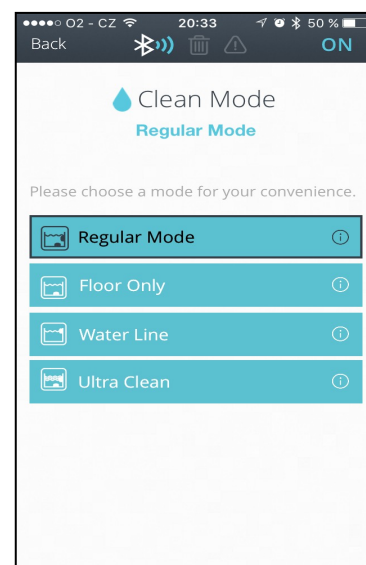 ●●●●○ O2 - CZ 20:33 50 %
Back ON
Clean Mode
Regular Mode
Please choose a mode for your convenience.
Regular Mode
Floor Only
Water Line
Ultra Clean